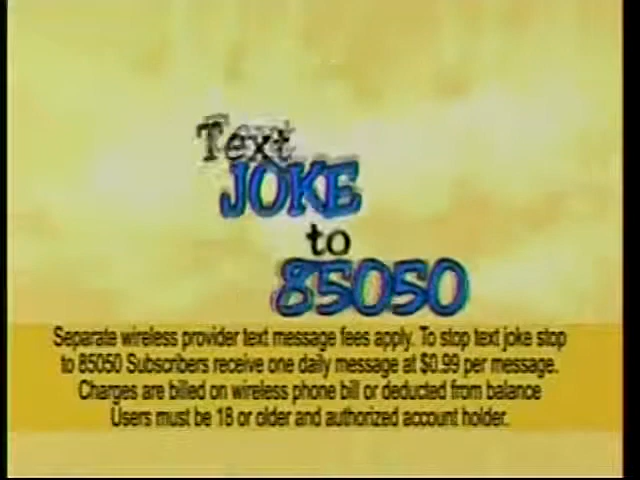 Text
JOKE
to
85050
Separate wireless provider text message fees apply. To stop text joke stop
to 85050 Subscribers receive one daily message at $0.99 per message.
Charges are billed on wireless phone bill or deducted from balance
Users must be 18 or older and authorized account holder.